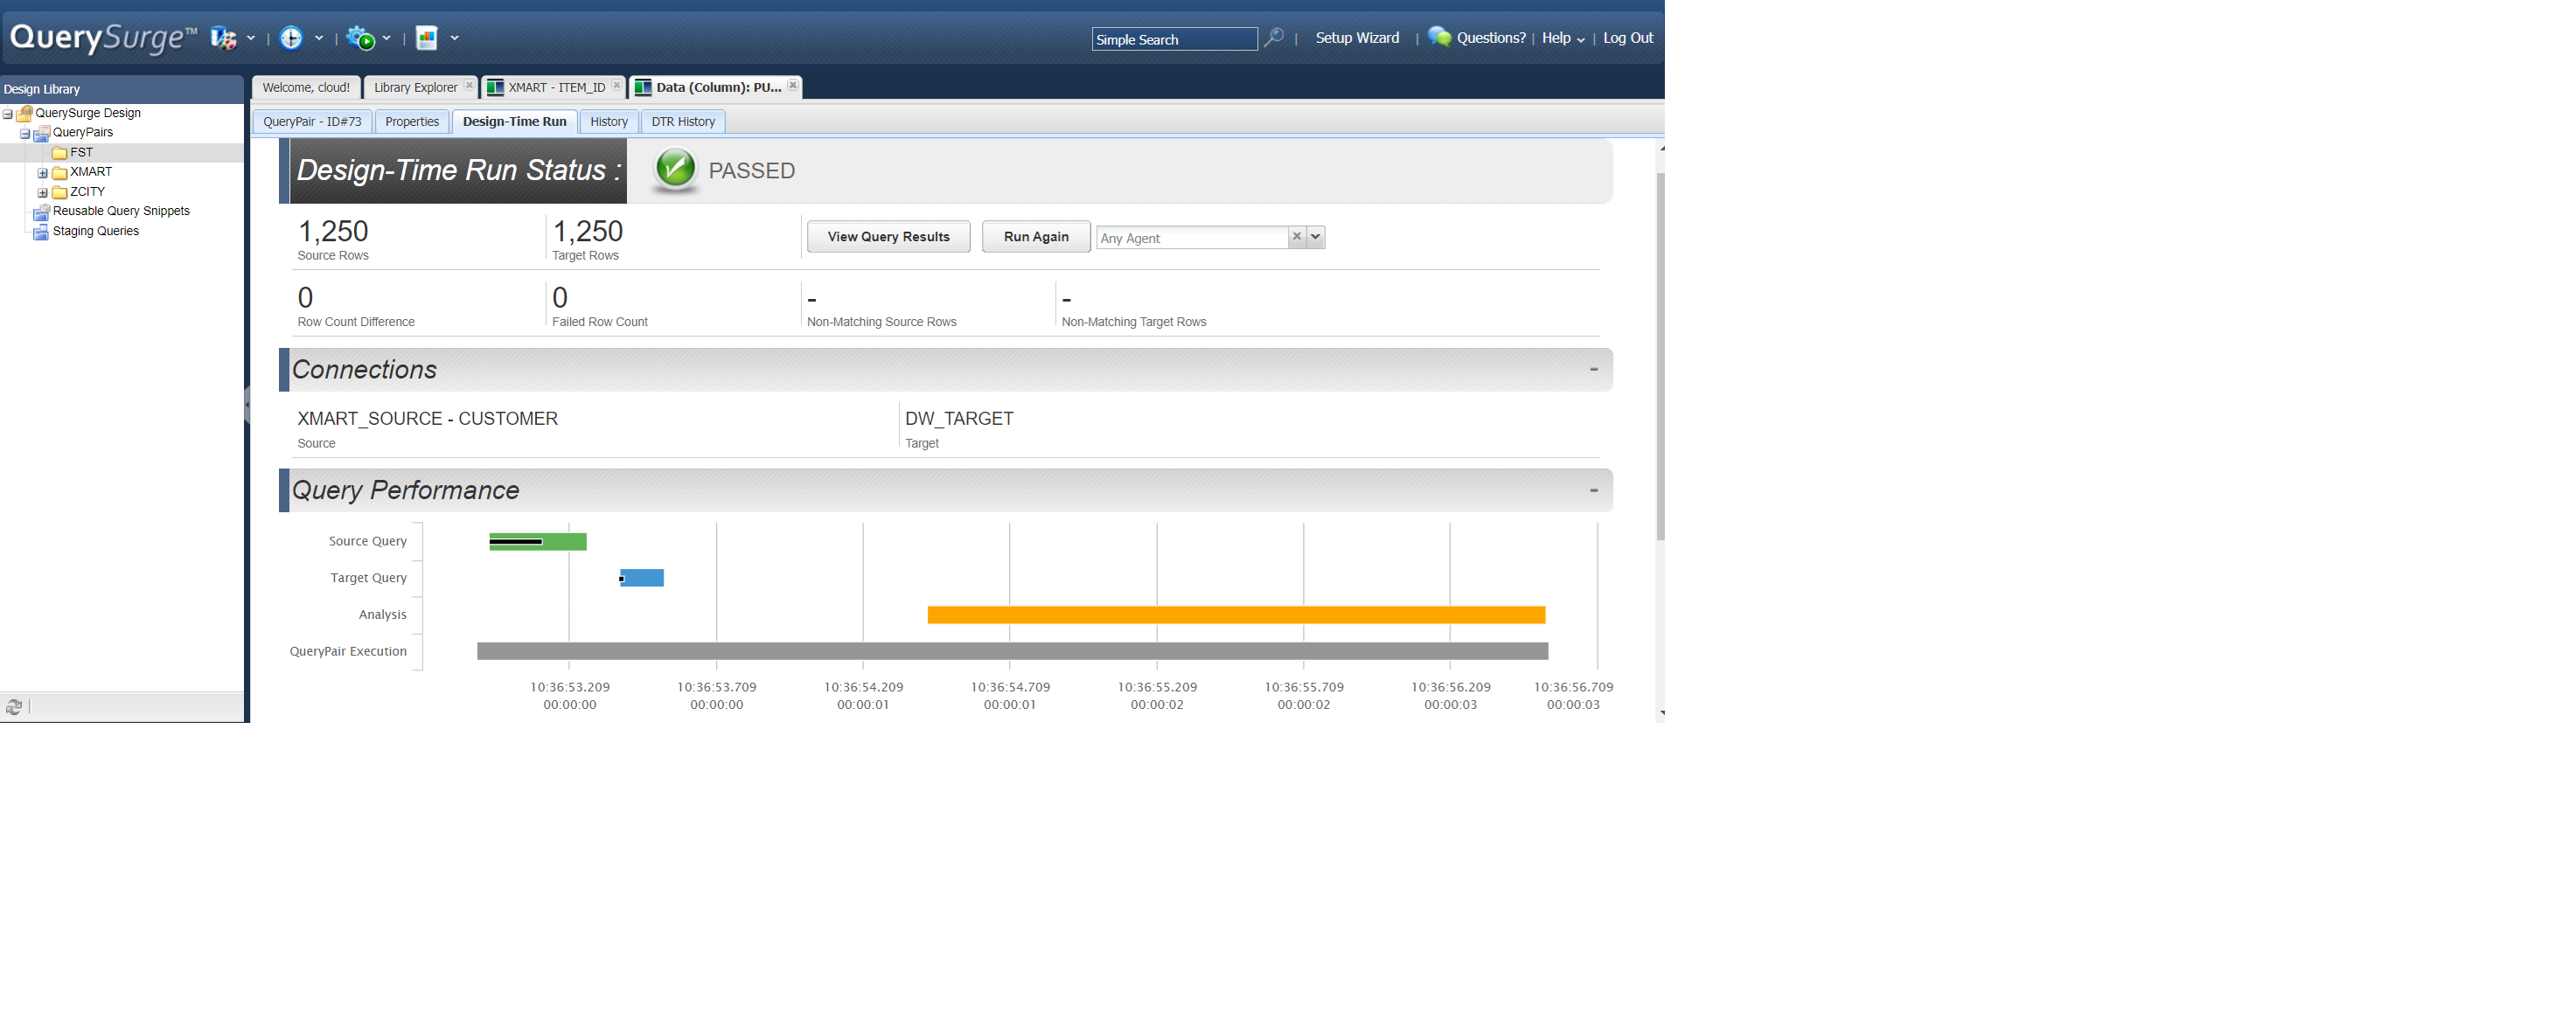 QuerySurge™
Simple Search
Setup Wizard
Questions?
Help
Log Out
Design Library
QuerySurge Design
QueryPairs
FST
XMART
ZCITY
Reusable Query Snippets
Staging Queries
Welcome, cloud!
Library Explorer
XMART - ITEM_ID
Data (Column): PU...
QueryPair - ID#73
Properties
Design-Time Run
History
DTR History
Design-Time Run Status :
PASSED
1,250
Source Rows
1,250
Target Rows
View Query Results
Run Again
Any Agent
0
Row Count Difference
0
Failed Row Count
-
Non-Matching Source Rows
-
Non-Matching Target Rows
Connections
-
XMART_SOURCE - CUSTOMER
Source
DW_TARGET
Target
Query Performance
-
Source Query
Target Query
Analysis
QueryPair Execution
10:36:53.209
00:00:00
10:36:53.709
00:00:00
10:36:54.209
00:00:01
10:36:54.709
00:00:01
10:36:55.209
00:00:02
10:36:55.709
00:00:02
10:36:56.209
00:00:03
10:36:56.709
00:00:03